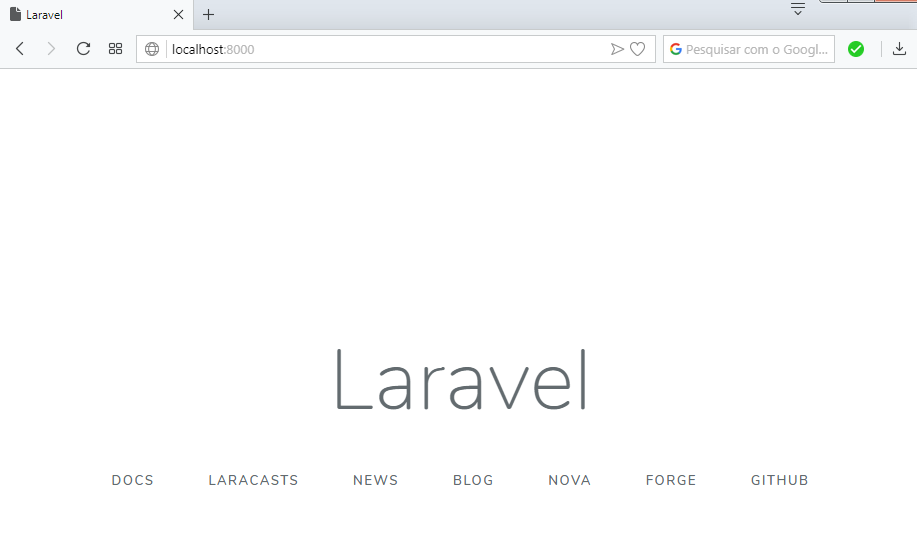 Laravel
localhost:8000
Pesquisar com o Googl...
Laravel
DOCS LARACASTS NEWS BLOG NOVA FORGE GITHUB